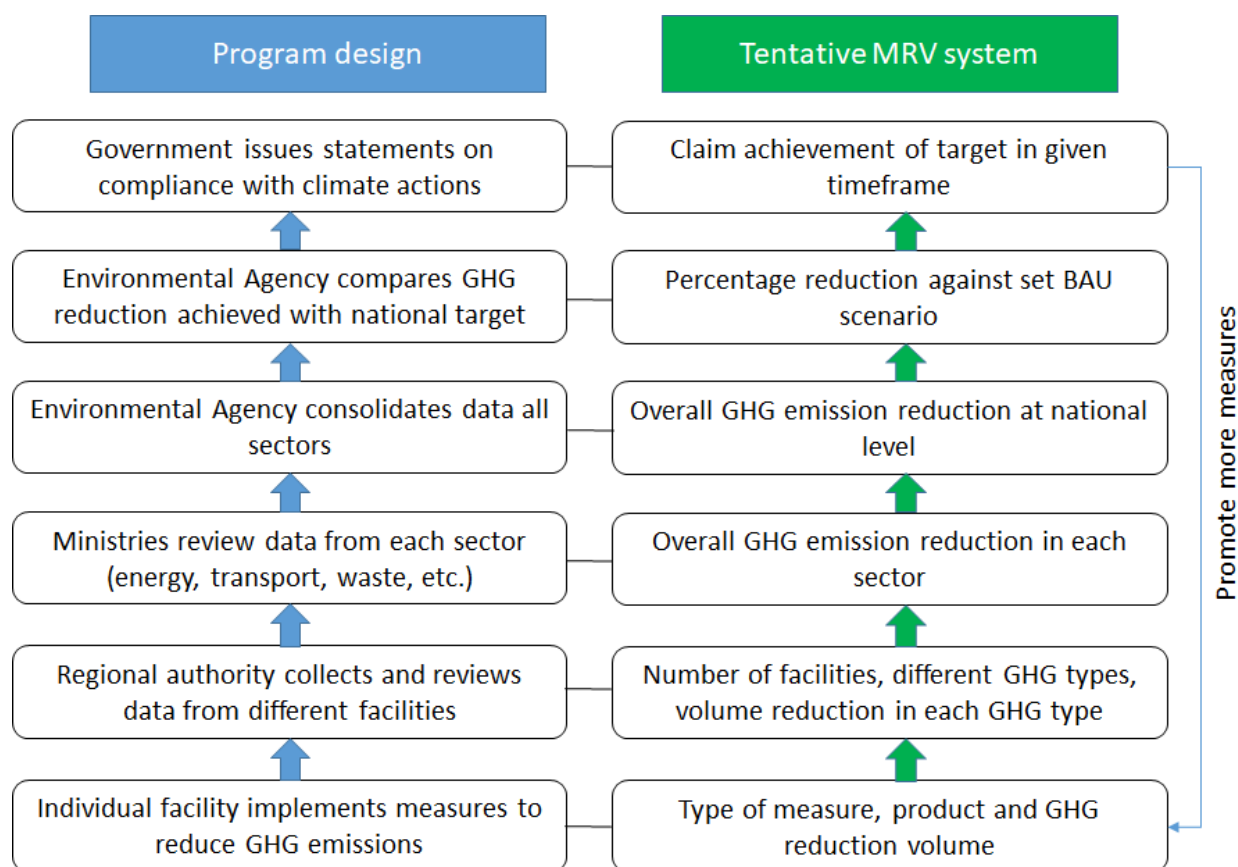 Program design
Tentative MRV system
Government issues statements on
compliance with climate actions
Claim achievement of target in given
timeframe
Environmental Agency compares GHG
reduction achieved with national target
Percentage reduction against set BAU
scenario
Environmental Agency consolidates data all
sectors
Overall GHG emission reduction at national
level
Ministries review data from each sector
(energy, transport, waste, etc.)
Overall GHG emission reduction in each
sector
Regional authority collects and reviews
data from different facilities
Number of facilities, different GHG types,
volume reduction in each GHG type
Individual facility implements measures to
reduce GHG emissions
Type of measure, product and GHG
reduction volume
Promote more measures